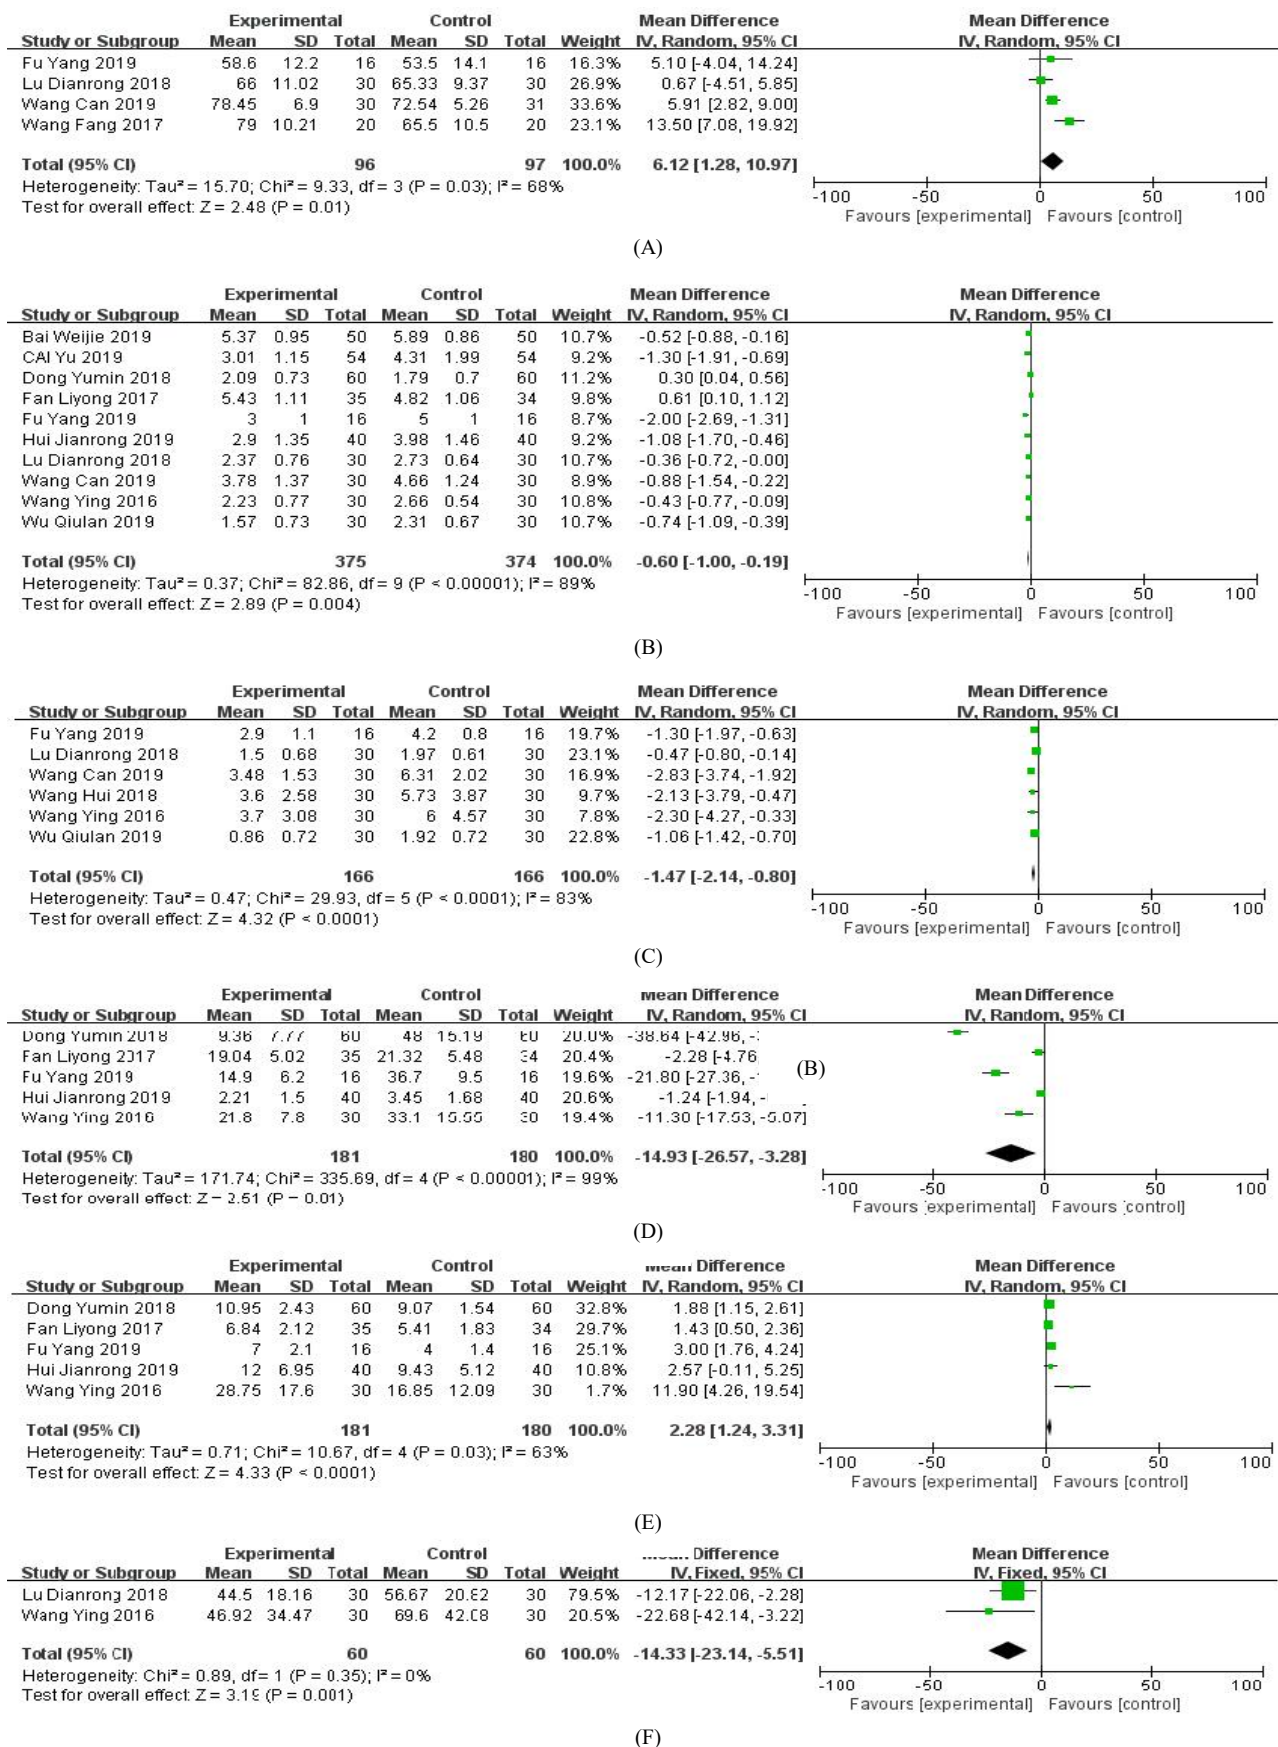 Experimental Control Mean Difference Mean Difference
Study or Subgroup Mean SD Total Mean SD Total Weight IV, Random, 95% CI IV, Random, 95% CI
Fu Yang 2019 58.6 12.2 16 53.5 14.1 16 16.3% 5.10 [-4.04, 14.24]
Lu Dianrong 2018 66 11.02 30 65.33 9.37 30 26.9% 0.67 [-4.51, 5.85]
Wang Can 2019 78.45 6.9 30 72.54 5.26 31 33.6% 5.91 [2.82, 9.00]
Wang Fang 2017 79 10.21 20 65.5 10.5 20 23.1% 13.50 [7.08, 19.92]
Total (95% CI) 96 97 100.0% 6.12 [1.28, 10.97]
Heterogeneity: Tau² = 15.70; Chi² = 9.33, df = 3 (P = 0.03); I² = 68%
Test for overall effect: Z = 2.48 (P = 0.01)
-100 -50 0 50 100
Favours [experimental] Favours [control]
(A)
Experimental Control Mean Difference Mean Difference
Study or Subgroup Mean SD Total Mean SD Total Weight IV, Random, 95% CI IV, Random, 95% CI
Bai Weijie 2019 5.37 0.95 50 5.89 0.86 50 10.7% -0.52 [-0.88, -0.16]
CAI Yu 2019 3.01 1.15 54 4.31 1.99 54 9.2% -1.30 [-1.91, -0.69]
Dong Yumin 2018 2.09 0.73 60 1.79 0.7 60 11.2% 0.30 [0.04, 0.56]
Fan Liyong 2017 5.43 1.11 35 4.82 1.06 34 9.8% 0.61 [0.10, 1.12]
Fu Yang 2019 3 1 16 5 1 16 8.7% -2.00 [-2.69, -1.31]
Hui Jianrong 2019 2.9 1.35 40 3.98 1.46 40 9.2% -1.08 [-1.70, -0.46]
Lu Dianrong 2018 2.37 0.76 30 2.73 0.64 30 10.7% -0.36 [-0.72, -0.00]
Wang Can 2019 3.78 1.37 30 4.66 1.24 30 8.9% -0.88 [-1.54, -0.22]
Wang Ying 2016 2.23 0.77 30 2.66 0.54 30 10.8% -0.43 [-0.77, -0.09]
Wu Qiulan 2019 1.57 0.73 30 2.31 0.67 30 10.7% -0.74 [-1.09, -0.39]
Total (95% CI) 375 374 100.0% -0.60 [-1.00, -0.19]
Heterogeneity: Tau² = 0.37; Chi² = 82.86, df = 9 (P < 0.00001); I² = 89%
Test for overall effect: Z = 2.89 (P = 0.004)
-100 -50 0 50 100
Favours [experimental] Favours [control]
(B)
Experimental Control Mean Difference Mean Difference
Study or Subgroup Mean SD Total Mean SD Total Weight IV, Random, 95% CI IV, Random, 95% CI
Fu Yang 2019 2.9 1.1 16 4.2 0.8 16 19.7% -1.30 [-1.97, -0.63]
Lu Dianrong 2018 1.5 0.68 30 1.97 0.61 30 23.1% -0.47 [-0.80, -0.14]
Wang Can 2019 3.48 1.53 30 6.31 2.02 30 16.9% -2.83 [-3.74, -1.92]
Wang Hui 2018 3.6 2.58 30 5.73 3.87 30 9.7% -2.13 [-3.79, -0.47]
Wang Ying 2016 3.7 3.08 30 6 4.57 30 7.8% -2.30 [-4.27, -0.33]
Wu Qiulan 2019 0.86 0.72 30 1.92 0.72 30 22.8% -1.06 [-1.42, -0.70]
Total (95% CI) 166 166 100.0% -1.47 [-2.14, -0.80]
Heterogeneity: Tau² = 0.47; Chi² = 29.93, df = 5 (P < 0.0001); I² = 83%
Test for overall effect: Z = 4.32 (P < 0.0001)
-100 -50 0 50 100
Favours [experimental] Favours [control]
(C)
Experimental Control Mean Difference Mean Difference
Study or Subgroup Mean SD Total Mean SD Total Weight IV, Random, 95% CI IV, Random, 95% CI
Dong Yumin 2018 9.36 7.77 60 48 15.19 60 20.0% -38.64 [-42.96, -
Fan Liyong 2017 19.04 5.02 35 21.32 5.48 34 20.4% -2.28 [-4.76
Fu Yang 2019 14.9 6.2 16 36.7 9.5 16 19.6% -21.80 [-27.36, - (B)
Hui Jianrong 2019 2.21 1.5 40 3.45 1.68 40 20.6% -1.24 [-1.94, -
Wang Ying 2016 21.8 7.8 30 33.1 15.55 30 19.4% -11.30 [-17.53, -5.07]
Total (95% CI) 181 180 100.0% -14.93 [-26.57, -3.28]
Heterogeneity: Tau² = 171.74; Chi² = 335.69, df = 4 (P < 0.00001); I² = 99%
Test for overall effect: Z = 2.51 (P = 0.01)
-100 -50 0 50 100
Favours [experimental] Favours [control]
(D)
Experimental Control Mean Difference Mean Difference
Study or Subgroup Mean SD Total Mean SD Total Weight IV, Random, 95% CI IV, Random, 95% CI
Dong Yumin 2018 10.95 2.43 60 9.07 1.54 60 32.8% 1.88 [1.15, 2.61]
Fan Liyong 2017 6.84 2.12 35 5.41 1.83 34 29.7% 1.43 [0.50, 2.36]
Fu Yang 2019 7 2.1 16 4 1.4 16 25.1% 3.00 [1.76, 4.24]
Hui Jianrong 2019 12 6.95 40 9.43 5.12 40 10.8% 2.57 [-0.11, 5.25]
Wang Ying 2016 28.75 17.6 30 16.85 12.09 30 1.7% 11.90 [4.26, 19.54]
Total (95% CI) 181 180 100.0% 2.28 [1.24, 3.31]
Heterogeneity: Tau² = 0.71; Chi² = 10.67, df = 4 (P = 0.03); I² = 63%
Test for overall effect: Z = 4.33 (P < 0.0001)
-100 -50 0 50 100
Favours [experimental] Favours [control]
(E)
Experimental Control Difference Mean Difference
Study or Subgroup Mean SD Total Mean SD Total Weight IV, Fixed, 95% CI IV, Fixed, 95% CI
Lu Dianrong 2018 44.5 18.16 30 56.67 20.82 30 79.5% -12.17 [-22.06, -2.28]
Wang Ying 2016 46.92 34.47 30 69.6 42.08 30 20.5% -22.68 [-42.14, -3.22]
Total (95% CI) 60 60 100.0% -14.33 [-23.14, -5.51]
Heterogeneity: Chi² = 0.89, df = 1 (P = 0.35); I² = 0%
Test for overall effect: Z = 3.19 (P = 0.001)
-100 -50 0 50 100
Favours [experimental] Favours [control]
(F)